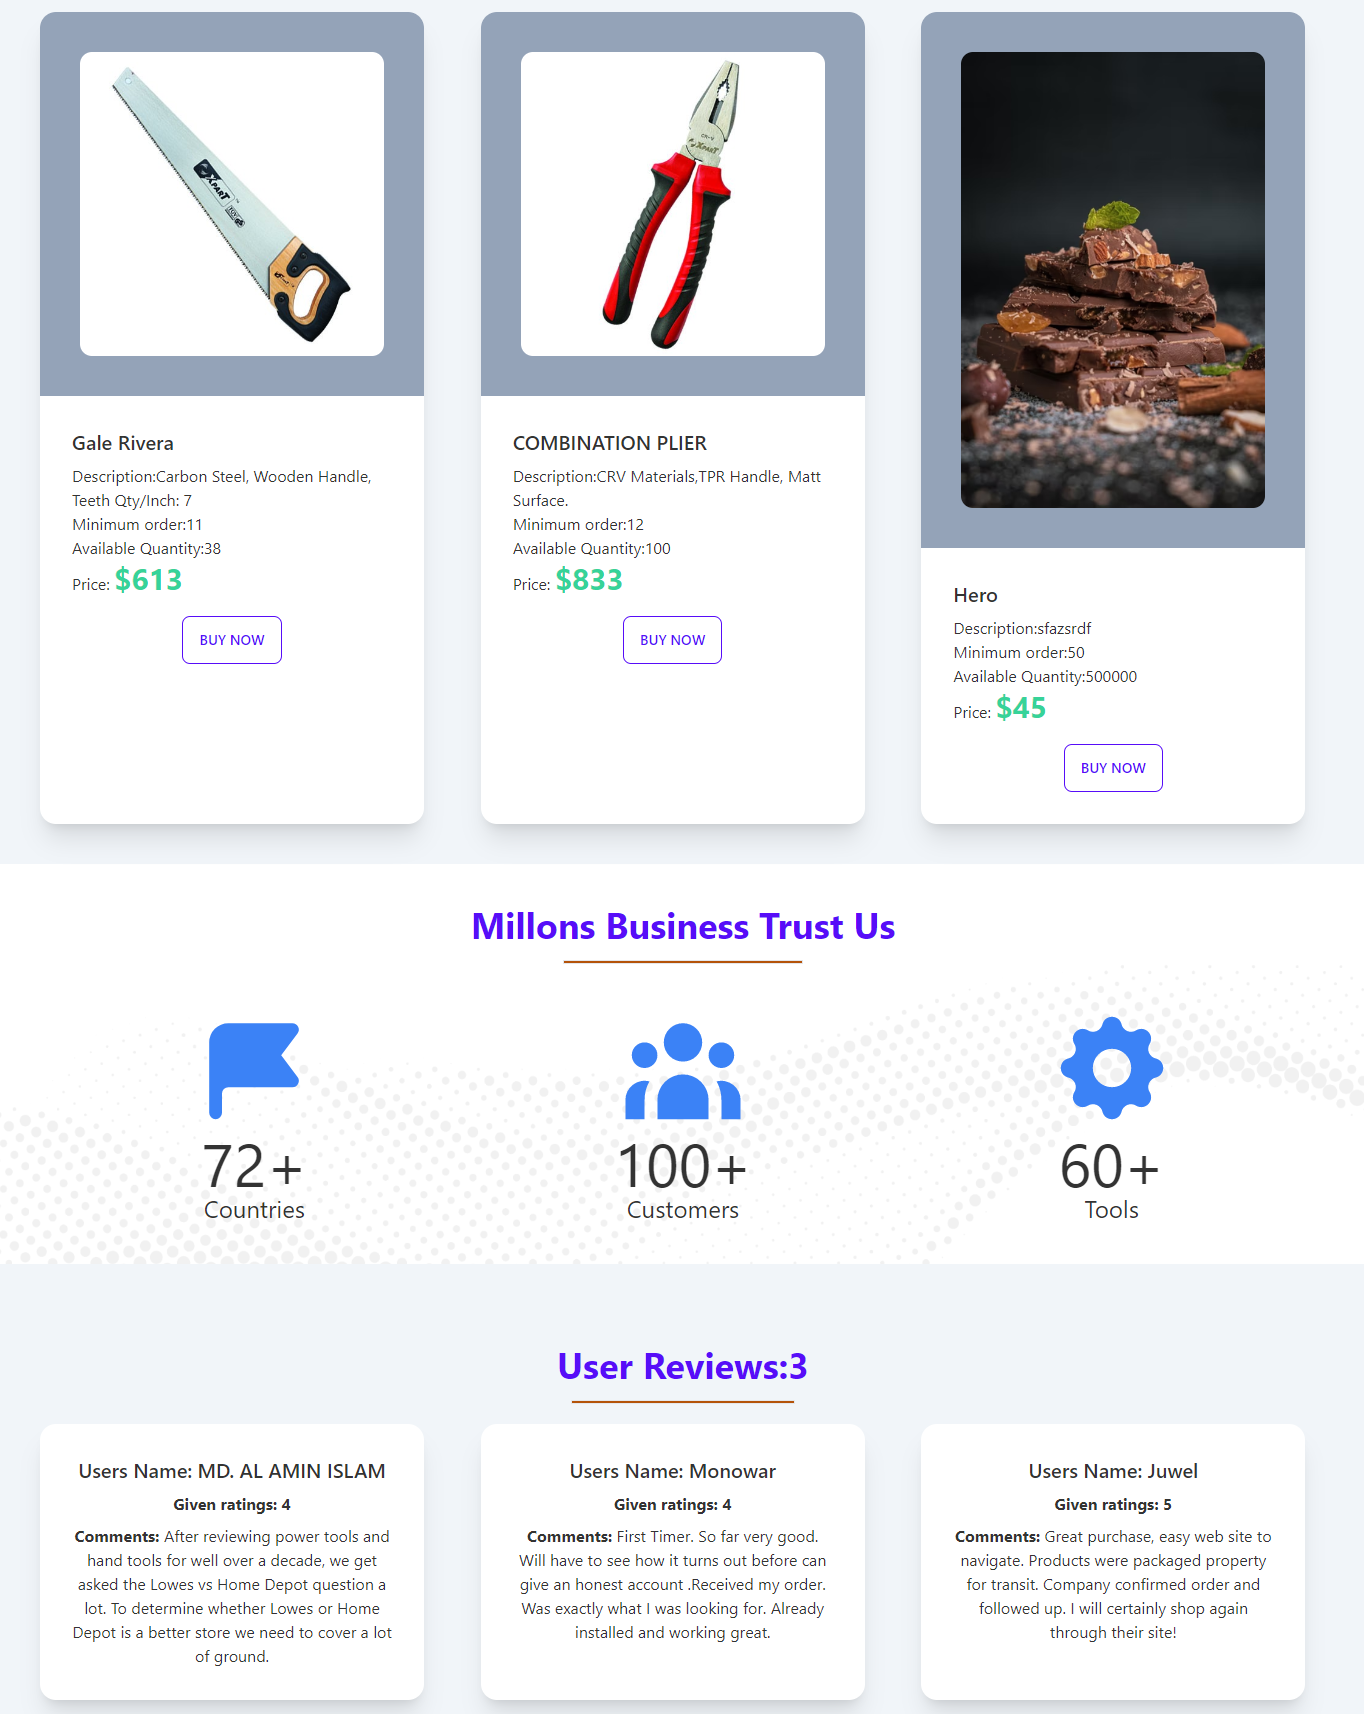 XPART
CR-V
XPART
Gale Rivera
Description:Carbon Steel, Wooden Handle,
Teeth Qty/Inch: 7
Minimum order:11
Available Quantity:38
Price: $613
BUY NOW
COMBINATION PLIER
Description:CRV Materials,TPR Handle, Matt
Surface.
Minimum order:12
Available Quantity:100
Price: $833
BUY NOW
Hero
Description:sfazsrdf
Minimum order:50
Available Quantity:500000
Price: $45
BUY NOW
Millons Business Trust Us
72+
Countries
100+
Customers
60+
Tools
User Reviews:3
Users Name: MD. AL AMIN ISLAM
Given ratings: 4
Comments: After reviewing power tools and
hand tools for well over a decade, we get
asked the Lowes vs Home Depot question a
lot. To determine whether Lowes or Home
Depot is a better store we need to cover a lot
of ground.
Users Name: Monowar
Given ratings: 4
Comments: First Timer. So far very good.
Will have to see how it turns out before can
give an honest account .Received my order.
Was exactly what I was looking for. Already
installed and working great.
Users Name: Juwel
Given ratings: 5
Comments: Great purchase, easy web site to
navigate. Products were packaged property
for transit. Company confirmed order and
followed up. I will certainly shop again
through their site!